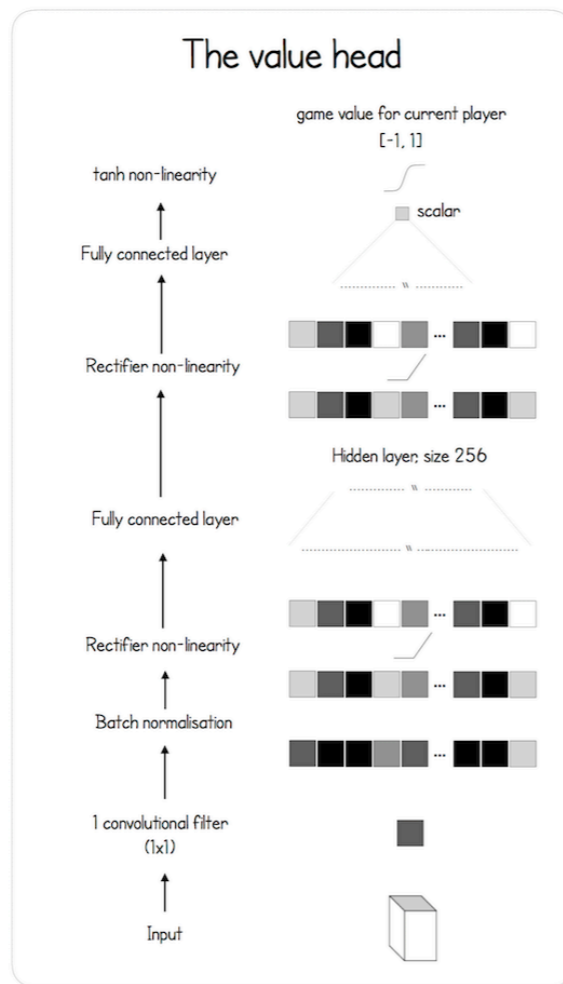 The value head
game value for current player
[-1, 1]
tanh non-linearity
scalar
Fully connected layer
Rectifier non-linearity
Hidden layer, size 256
Fully connected layer
Rectifier non-linearity
Batch normalisation
1 convolutional filter
(1x1)
Input